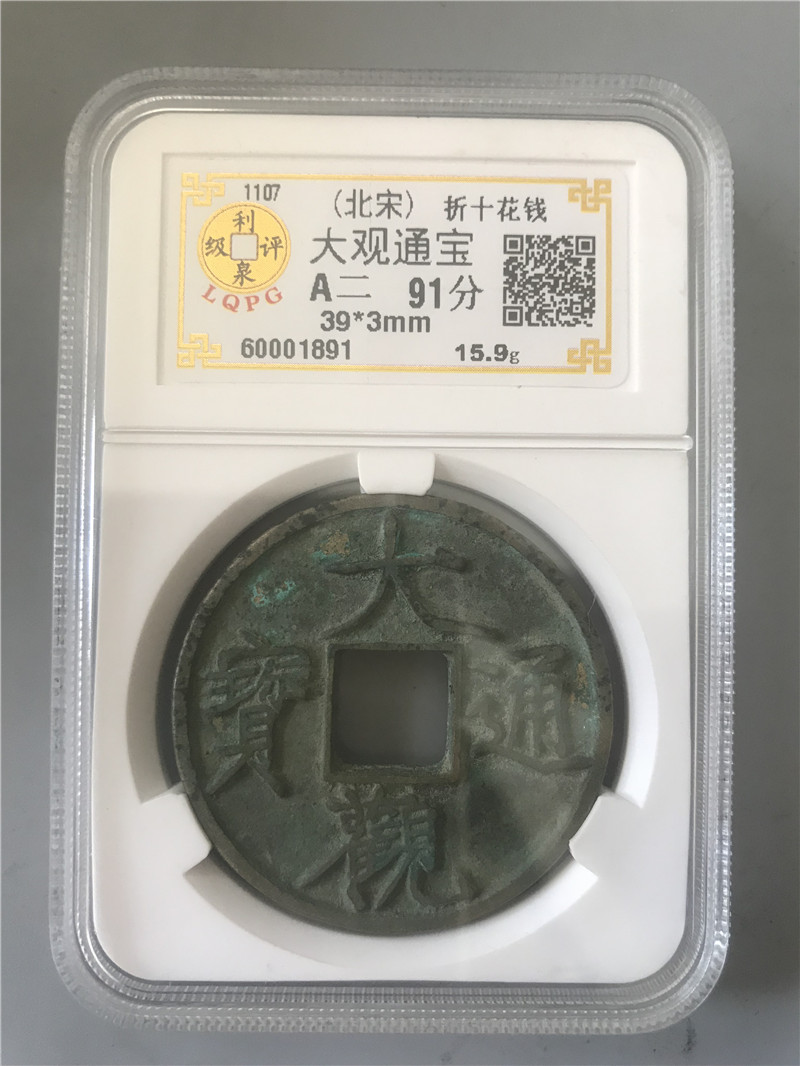 1107
利泉评级
LQPG
（北宋） 折十花钱
大观通宝
A二 91分
39*3mm
60001891 15.9g
大觀通寶